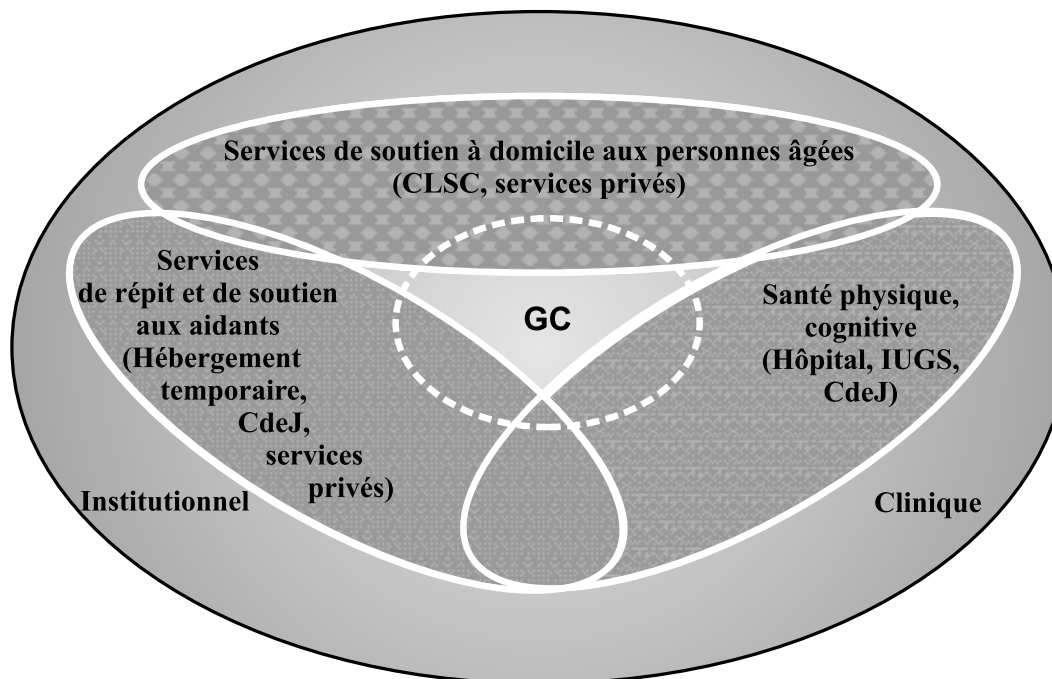 Services de soutien à domicile aux personnes âgées
(CLSC, services privés)
Services
de répit et de soutien
aux aidants
(Hébergement
temporaire,
CdeJ,
services
privés)
GC
Santé physique,
cognitive
(Hôpital, IUGS,
CdeJ)
Institutionnel
Clinique